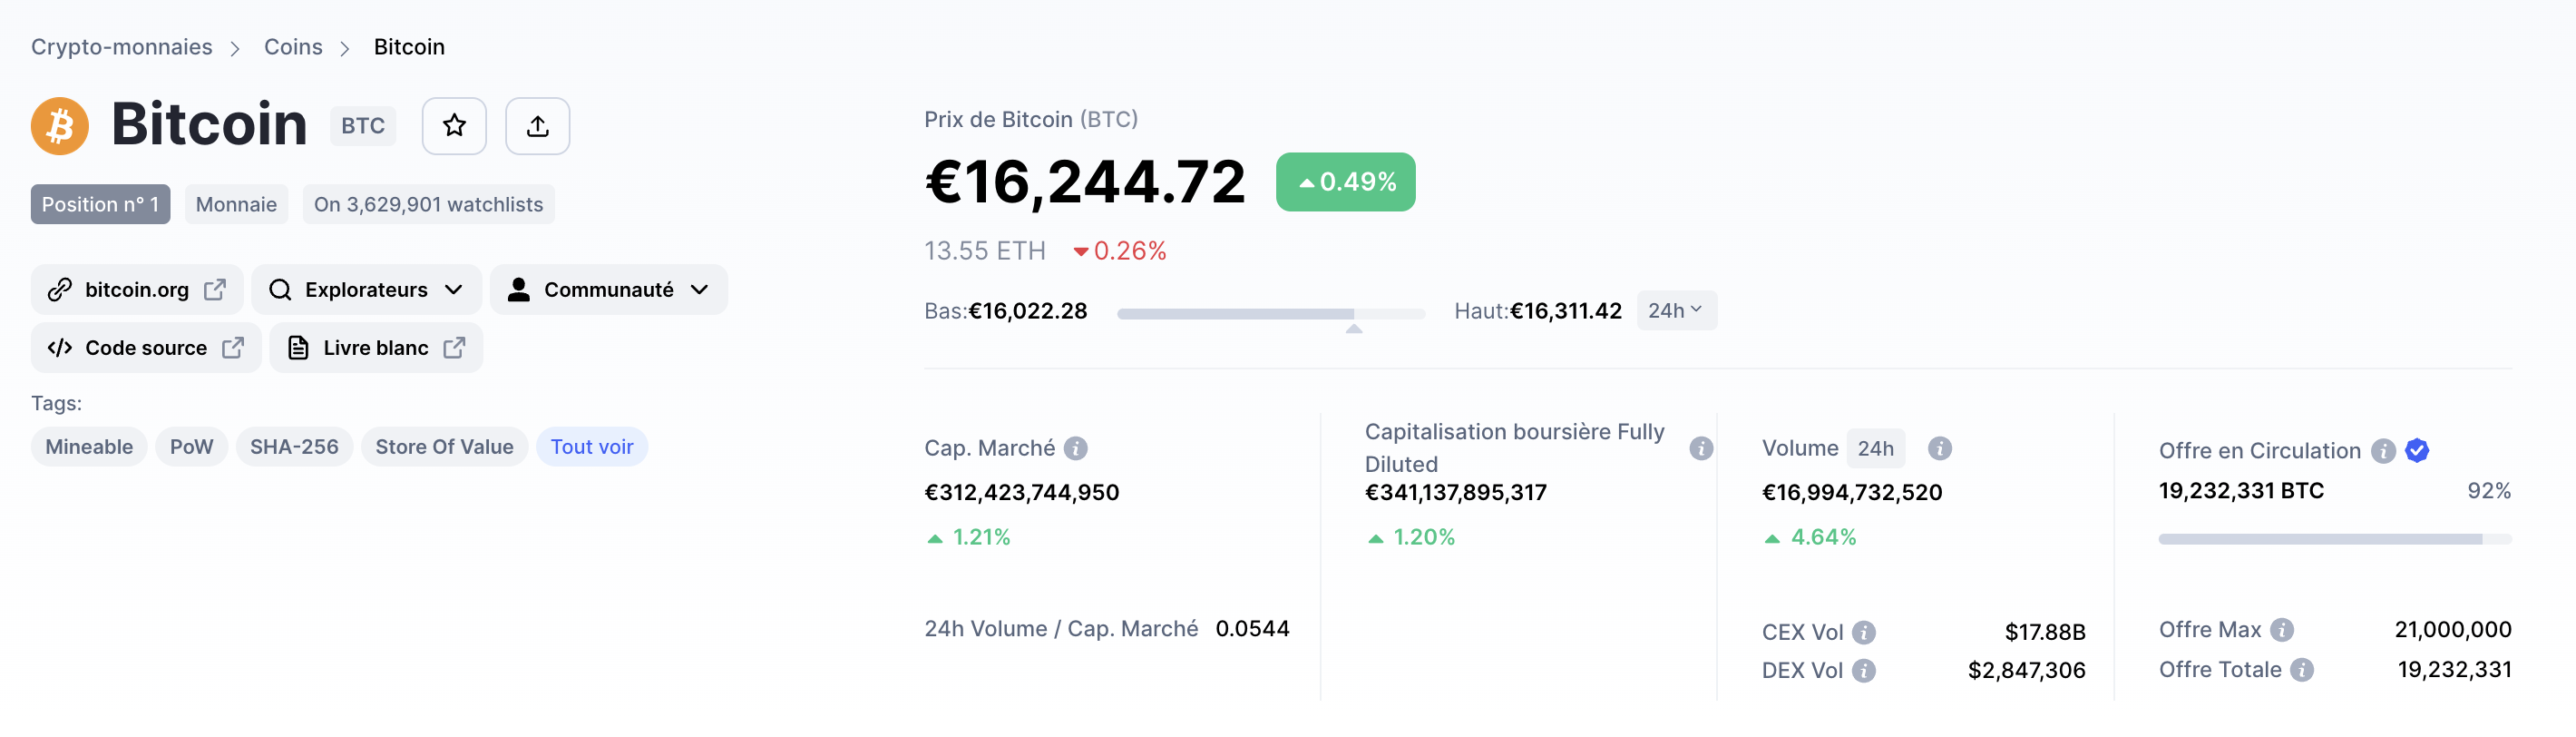 Crypto-monnaies > Coins > Bitcoin
Bitcoin BTC
Position n° 1 Monnaie On 3,629,901 watchlists
bitcoin.org Explorateurs Communauté
Code source Livre blanc
Tags:
Mineable PoW SHA-256 Store Of Value Tout voir
Prix de Bitcoin (BTC)
€16,244.72 0.49%
13.55 ETH 0.26%
Bas:€16,022.28 Haut:€16,311.42 24h
Cap. Marché
€312,423,744,950
1.21%
24h Volume / Cap. Marché 0.0544
Capitalisation boursière Fully
Diluted
€341,137,895,317
1.20%
Volume 24h
€16,994,732,520
4.64%
CEX Vol $17.88B
DEX Vol $2,847,306
Offre en Circulation
19,232,331 BTC 92%
Offre Max 21,000,000
Offre Totale 19,232,331